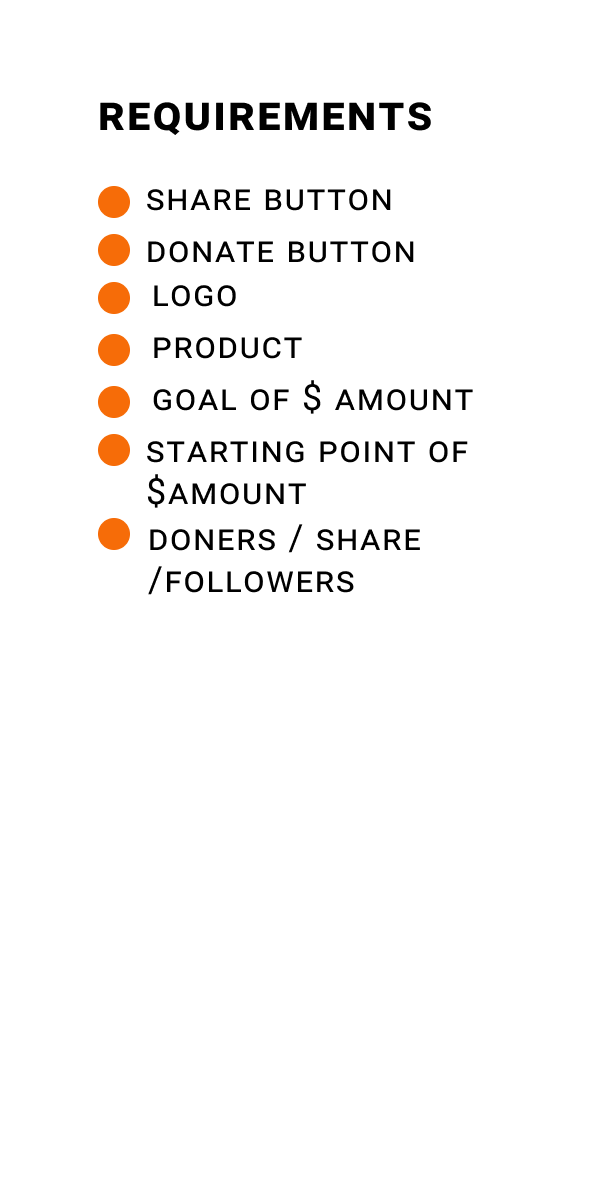 REQUIREMENTS
SHARE BUTTON
DONATE BUTTON
LOGO
PRODUCT
GOAL OF $ AMOUNT
STARTING POINT OF
$AMOUNT
DONERS / SHARE
/FOLLOWERS